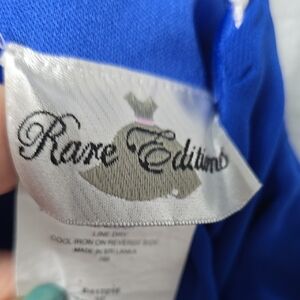 Rare Editions
LINE DRY
COOL IRON ON REVERSE SIDE
MADE IN SRI LANKA